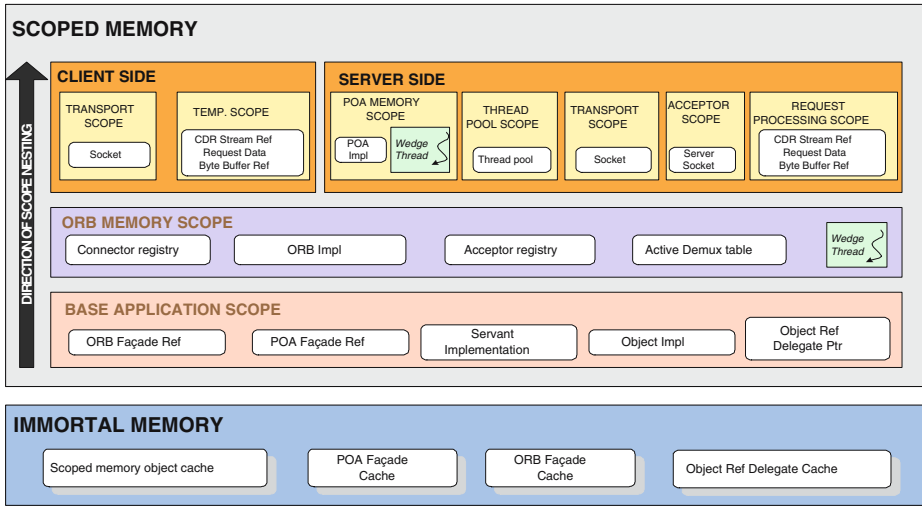 SCOPED MEMORY
DIRECTION OF SCOPE NESTING
CLIENT SIDE
TRANSPORT
SCOPE
Socket
TEMP. SCOPE
CDR Stream Ref
Request Data
Byte Buffer Ref
SERVER SIDE
POA MEMORY
SCOPE
POA
Impl
Wedge
Thread
THREAD
POOL SCOPE
Thread pool
TRANSPORT
SCOPE
Socket
ACCEPTOR
SCOPE
Server
Socket
REQUEST
PROCESSING SCOPE
CDR Stream Ref
Request Data
Byte Buffer Ref
ORB MEMORY SCOPE
Connector registry
ORB Impl
Acceptor registry
Active Demux table
Wedge
Thread
BASE APPLICATION SCOPE
ORB Façade Ref
POA Façade Ref
Servant
Implementation
Object Impl
Object Ref
Delegate Ptr
IMMORTAL MEMORY
Scoped memory object cache
POA Façade
Cache
ORB Façade
Cache
Object Ref Delegate Cache